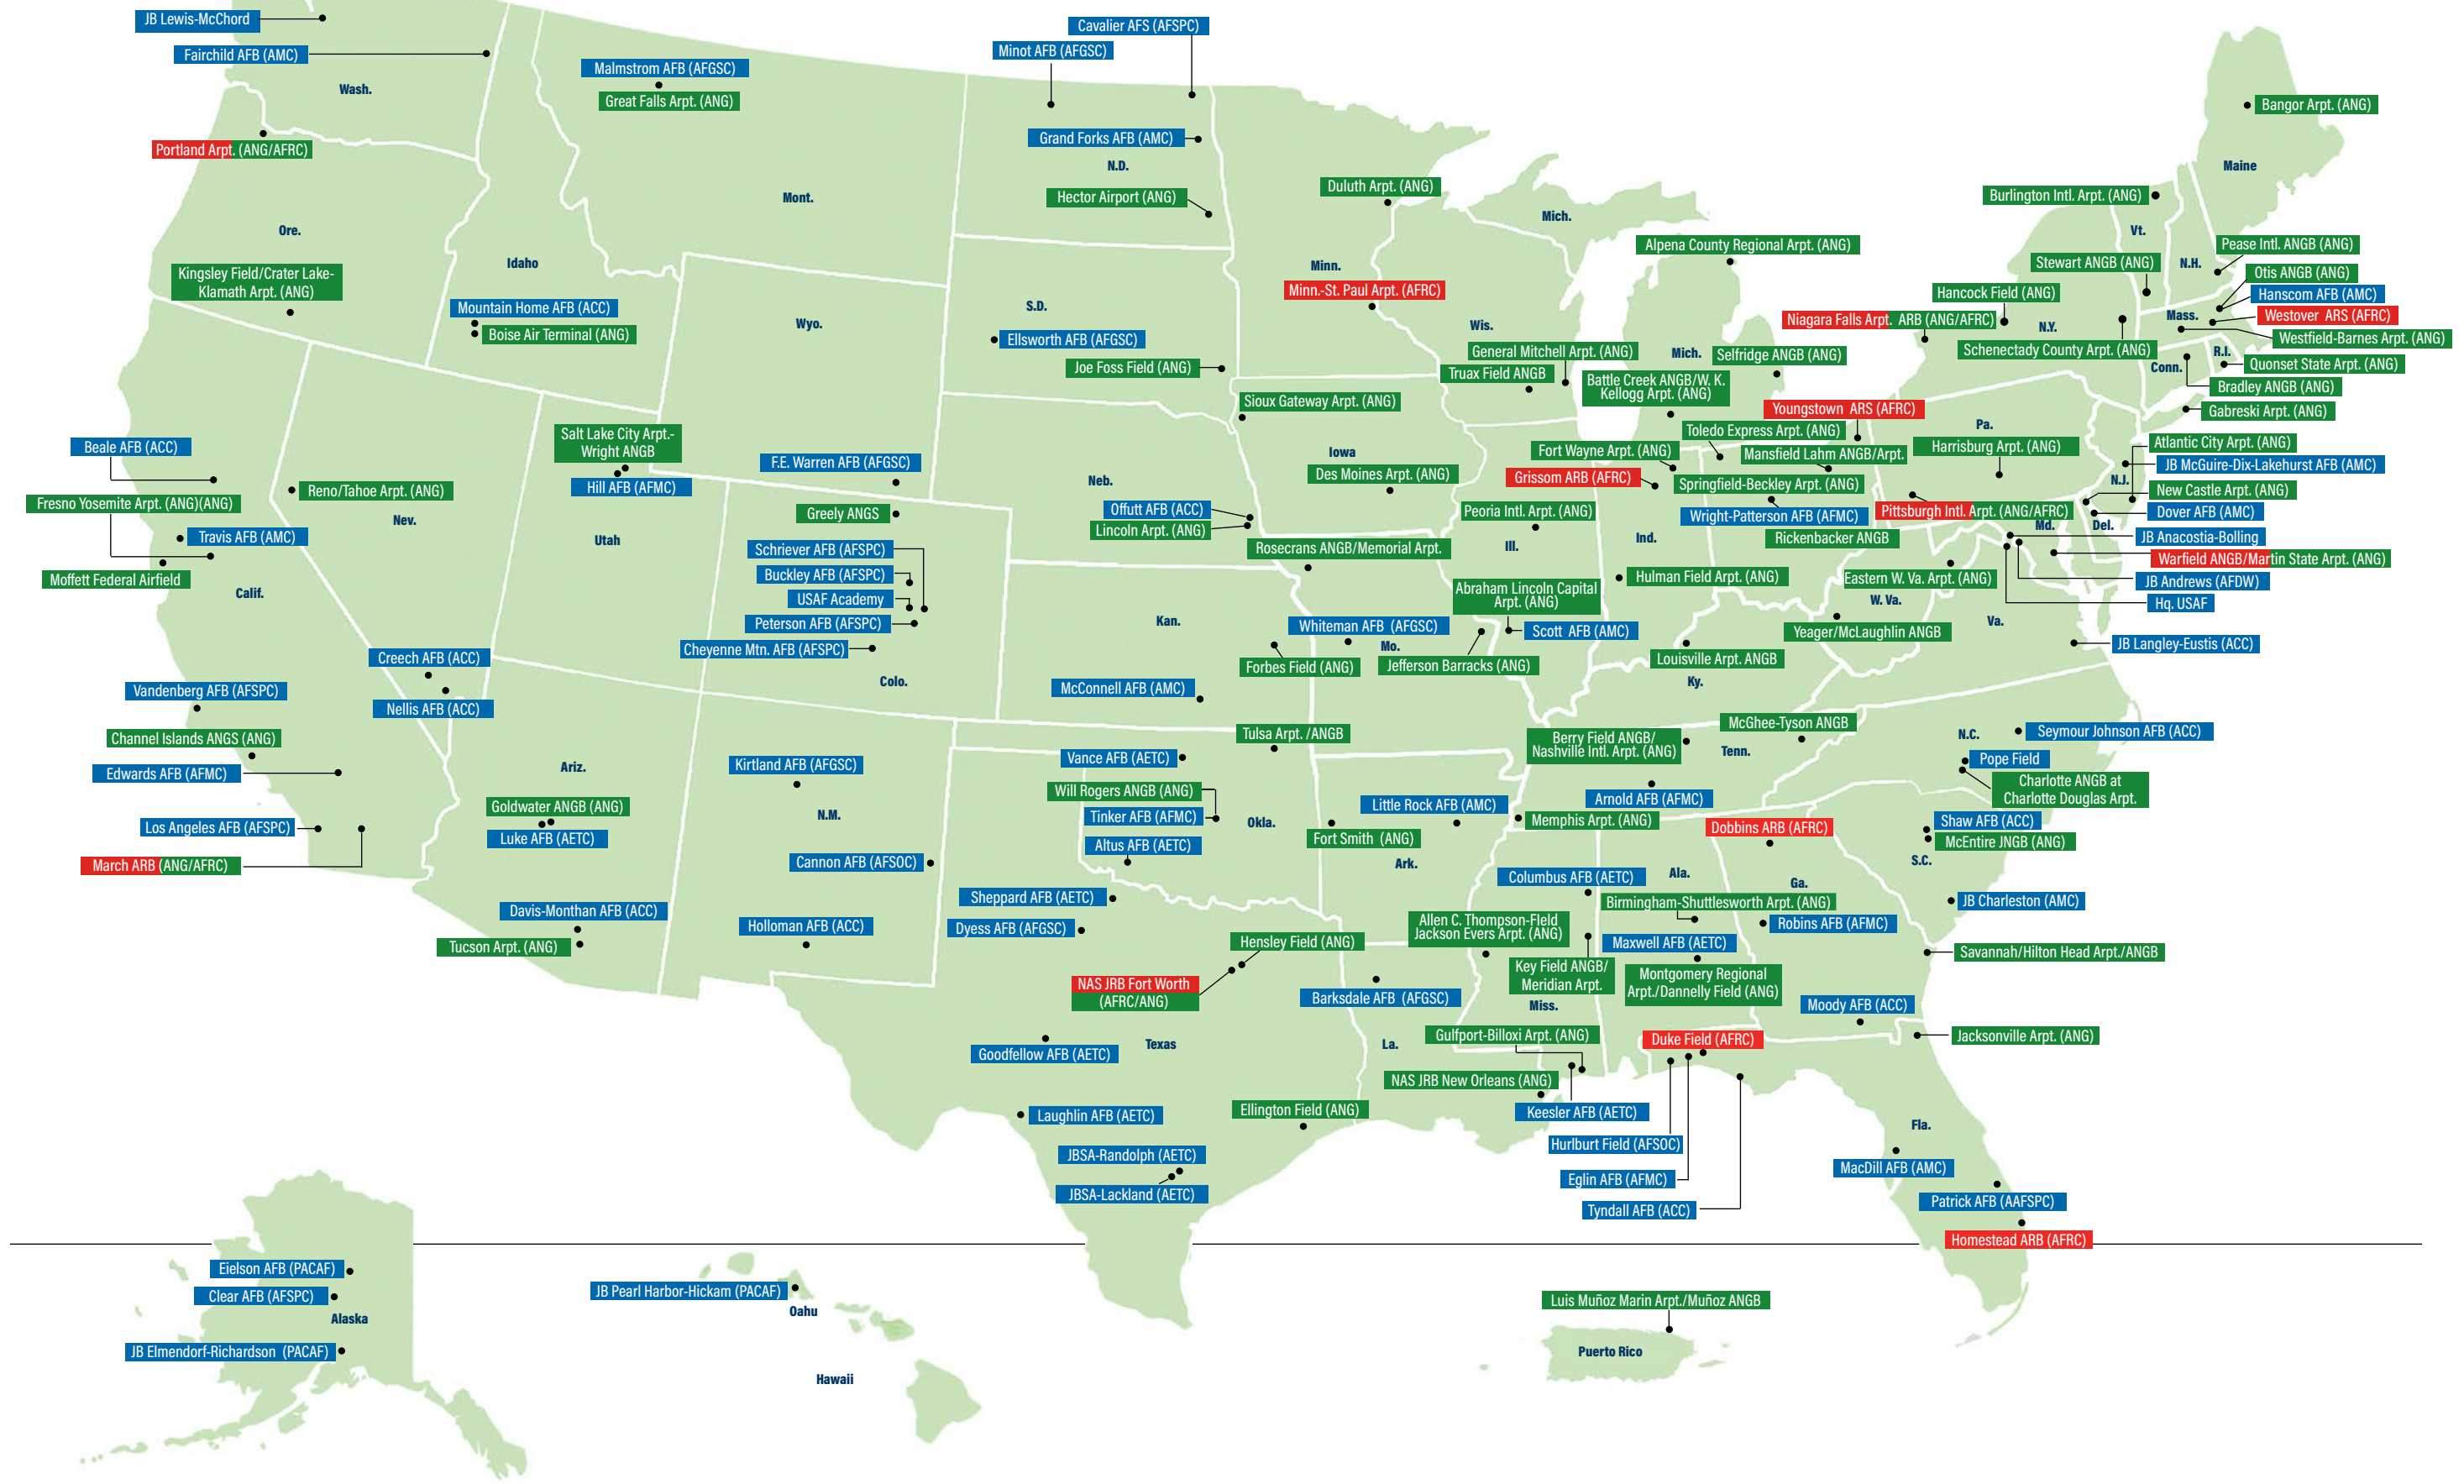 JB Lewis-McChord
Fairchild AFB (AMC)
Wash.
Malmstrom AFB (AFGSC)
Great Falls Arpt. (ANG)
Cavalier AFS (AFSPC)
Minot AFB (AFGSC)
Grand Forks AFB (AMC)
N.D.
Hector Airport (ANG)
Portland Arpt. (ANG/AFRC)
Mont.
Duluth Arpt. (ANG)
Mich.
Bangor Arpt. (ANG)
Maine
Burlington Intl. Arpt. (ANG)
Vt.
Ore.
Idaho
Kingsley Field/Crater Lake-
Klamath Arpt. (ANG)
Mountain Home AFB (ACC)
Boise Air Terminal (ANG)
Wyo.
S.D.
Ellsworth AFB (AFGSC)
Joe Foss Field (ANG)
Minn.
Minn.-St. Paul Arpt. (AFRC)
Wis.
Alpena County Regional Arpt. (ANG)
General Mitchell Arpt. (ANG)
Truax Field ANGB
Mich.
Selfridge ANGB (ANG)
Battle Creek ANGB/W. K.
Kellogg Arpt. (ANG)
Pease Intl. ANGB (ANG)
Stewart ANGB (ANG)
N.H.
Otis ANGB (ANG)
Hancock Field (ANG)
Hanscom AFB (AMC)
Niagara Falls Arpt. ARB (ANG/AFRC)
N.Y.
Mass.
Westover ARS (AFRC)
Westfield-Barnes Arpt. (ANG)
Schenectady County Arpt. (ANG)
R.I.
Conn.
Quonset State Arpt. (ANG)
Bradley ANGB (ANG)
Gabreski Arpt. (ANG)
Sioux Gateway Arpt. (ANG)
Youngstown ARS (AFRC)
Toledo Express Arpt. (ANG)
Pa.
Harrisburg Arpt. (ANG)
Atlantic City Arpt. (ANG)
JB McGuire-Dix-Lakehurst AFB (AMC)
N.J.
New Castle Arpt. (ANG)
Dover AFB (AMC)
Del.
Md.
Beale AFB (ACC)
Fresno Yosemite Arpt. (ANG)(ANG)
Travis AFB (AMC)
Moffett Federal Airfield
Calif.
Reno/Tahoe Arpt. (ANG)
Nev.
Salt Lake City Arpt.-
Wright ANGB
Hill AFB (AFMC)
Utah
F.E. Warren AFB (AFGSC)
Greely ANGS
Schriever AFB (AFSPC)
Buckley AFB (AFSPC)
USAF Academy
Peterson AFB (AFSPC)
Cheyenne Mtn. AFB (AFSPC)
Colo.
Neb.
Offutt AFB (ACC)
Lincoln Arpt. (ANG)
Iowa
Des Moines Arpt. (ANG)
Fort Wayne Arpt. (ANG)
Mansfield Lahm ANGB/Arpt.
Grissom ARB (AFRC)
Springfield-Beckley Arpt. (ANG)
Peoria Intl. Arpt. (ANG)
Wright-Patterson AFB (AFMC)
Pittsburgh Intl. Arpt. (ANG/AFRC)
Rickenbacker ANGB
JB Anacostia-Bolling
Warfield ANGB/Martin State Arpt. (ANG)
JB Andrews (AFDW)
Hq. USAF
Rosecrans ANGB/Memorial Arpt.
Ill.
Ind.
Hulman Field Arpt. (ANG)
Eastern W. Va. Arpt. (ANG)
W. Va.
Va.
Abraham Lincoln Capital
Arpt. (ANG)
Kan.
Whiteman AFB (AFGSC)
Scott AFB (AMC)
Mo.
Forbes Field (ANG)
Jefferson Barracks (ANG)
Yeager/McLaughlin ANGB
Louisville Arpt. ANGB
Ky.
JB Langley-Eustis (ACC)
Creech AFB (ACC)
Nellis AFB (ACC)
Vandenberg AFB (AFSPC)
Channel Islands ANGS (ANG)
Edwards AFB (AFMC)
Los Angeles AFB (AFSPC)
March ARB (ANG/AFRC)
McConnell AFB (AMC)
Tulsa Arpt. /ANGB
Vance AFB (AETC)
Will Rogers ANGB (ANG)
Tinker AFB (AFMC)
Okla.
Altus AFB (AETC)
Ariz.
Goldwater ANGB (ANG)
Luke AFB (AETC)
Davis-Monthan AFB (ACC)
Tucson Arpt. (ANG)
Kirtland AFB (AFGSC)
N.M.
Cannon AFB (AFSOC)
Holloman AFB (ACC)
McGhee-Tyson ANGB
Berry Field ANGB/
Nashville Intl. Arpt. (ANG)
Tenn.
Arnold AFB (AFMC)
N.C.
Seymour Johnson AFB (ACC)
Pope Field
Charlotte ANGB at
Charlotte Douglas Arpt.
Little Rock AFB (AMC)
Memphis Arpt. (ANG)
Fort Smith (ANG)
Ark.
Dobbins ARB (AFRC)
Shaw AFB (ACC)
McEntire JNGB (ANG)
S.C.
Columbus AFB (AETC)
Ala.
Ga.
Birmingham-Shuttlesworth Arpt. (ANG)
JB Charleston (AMC)
Sheppard AFB (AETC)
Dyess AFB (AFGSC)
Hensley Field (ANG)
NAS JRB Fort Worth
(AFRC/ANG)
Allen C. Thompson-FIeld
Jackson Evers Arpt. (ANG)
Robins AFB (AFMC)
Maxwell AFB (AETC)
Savannah/Hilton Head Arpt./ANGB
Key Field ANGB/
Meridian Arpt.
Montgomery Regional
Arpt./Dannelly Field (ANG)
Barksdale AFB (AFGSC)
Miss.
Moody AFB (ACC)
Goodfellow AFB (AETC)
Texas
La.
Gulfport-Billoxi Arpt. (ANG)
Duke Field (AFRC)
Jacksonville Arpt. (ANG)
NAS JRB New Orleans (ANG)
Keesler AFB (AETC)
Laughlin AFB (AETC)
Ellington Field (ANG)
Hurlburt Field (AFSOC)
Fla.
JBSA-Randolph (AETC)
JBSA-Lackland (AETC)
Eglin AFB (AFMC)
MacDill AFB (AMC)
Tyndall AFB (ACC)
Patrick AFB (AAFSPC)
Homestead ARB (AFRC)
Eielson AFB (PACAF)
Clear AFB (AFSPC)
Alaska
JB Elmendorf-Richardson (PACAF)
JB Pearl Harbor-Hickam (PACAF)
Oahu
Hawaii
Luis Muñoz Marin Arpt./Muñoz ANGB
Puerto Rico